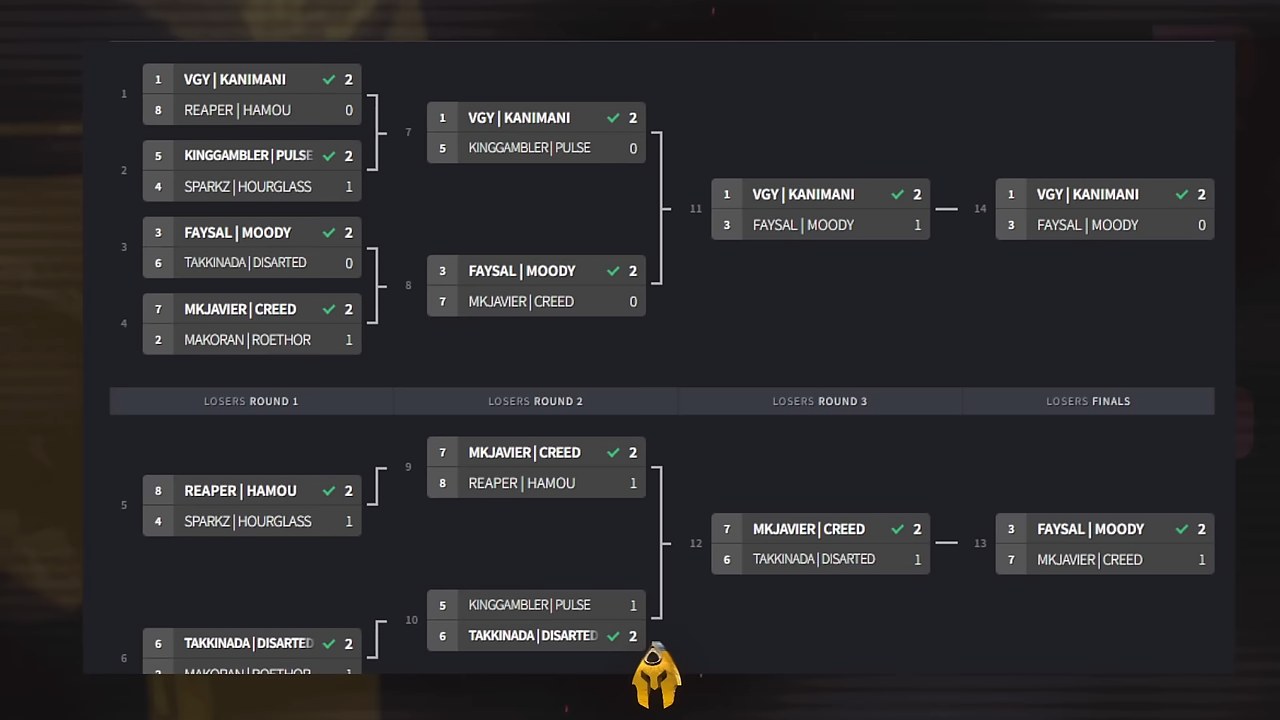 1
1 VGY | KANIMANI 2
8 REAPER | HAMOU 0
2
5 KINGGAMBLER | PULSE 2
4 SPARKZ | HOURGLASS 1
3
3 FAYSAL | MOODY 2
6 TAKKINADA | DISARTED 0
4
7 MKJAVIER | CREED 2
2 MAKORAN | ROETHOR 1
7
1 VGY | KANIMANI 2
5 KINGGAMBLER | PULSE 0
8
3 FAYSAL | MOODY 2
7 MKJAVIER | CREED 0
11
1 VGY | KANIMANI 2
3 FAYSAL | MOODY 1
14
1 VGY | KANIMANI 2
3 FAYSAL | MOODY 0
LOSERS ROUND 1
LOSERS ROUND 2
LOSERS ROUND 3
LOSERS FINALS
5
8 REAPER | HAMOU 2
4 SPARKZ | HOURGLASS 1
6
6 TAKKINADA | DISARTED 2
2 MAKORAN | ROETHOR 1
9
7 MKJAVIER | CREED 2
8 REAPER | HAMOU 1
10
5 KINGGAMBLER | PULSE 1
6 TAKKINADA | DISARTED 2
12
7 MKJAVIER | CREED 2
6 TAKKINADA | DISARTED 1
13
3 FAYSAL | MOODY 2
7 MKJAVIER | CREED 1